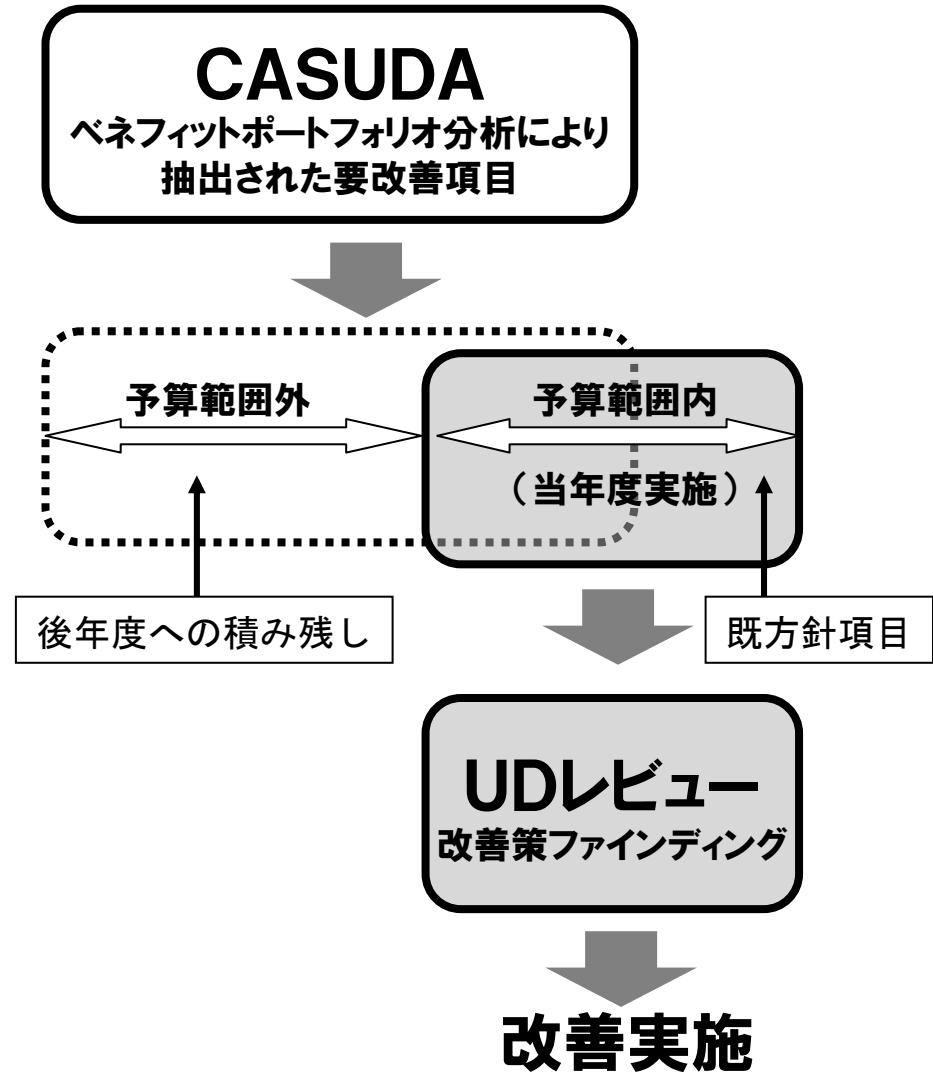 CASUDA
ベネフィットポートフォリオ分析により
抽出された要改善項目
予算範囲外
予算範囲内
（当年度実施）
後年度への積み残し
既方針項目
UDレビュー
改善策ファインディング
改善実施